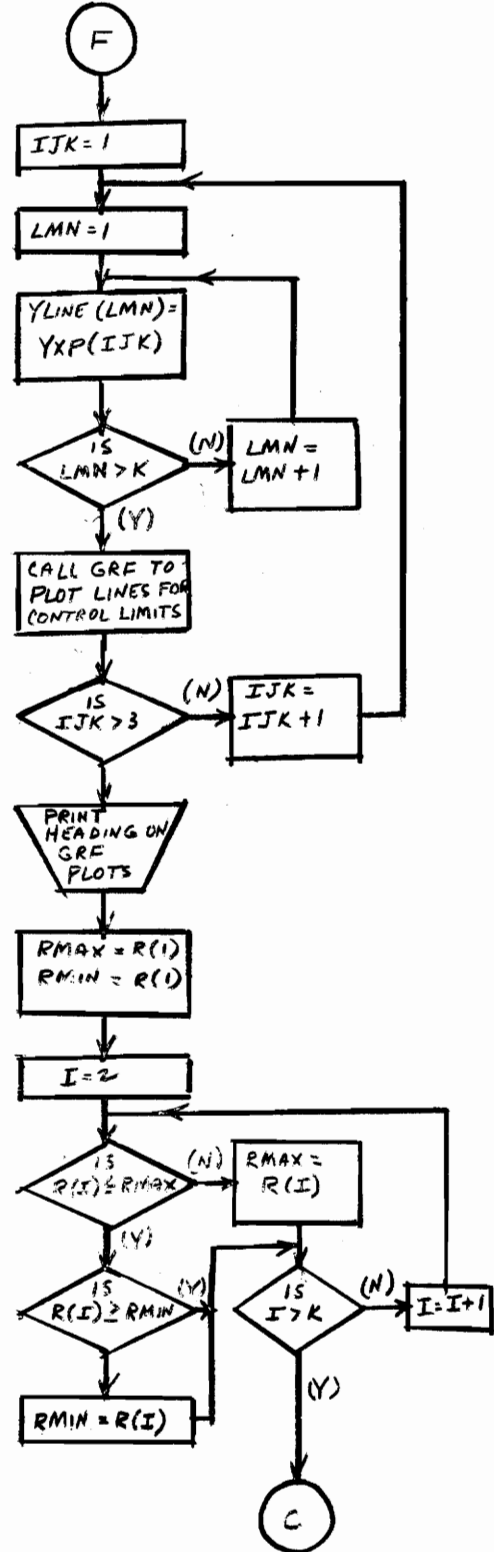 F
IJK = 1
LMN = 1
YLINE (LMN) =
YXP(IJK)
IS
LMN > K
(N)
LMN =
LMN + 1
(Y)
CALL GRF TO
PLOT LINES FOR
CONTROL LIMITS
IS
IJK > 3
(N)
IJK =
IJK + 1
PRINT
HEADING ON
GRF
PLOTS
RMAX = R(1)
RMIN = R(1)
I = 2
IS
R(I) ≤ RMAX
(N)
RMAX =
R(I)
(Y)
IS
R(I) ≥ RMIN
(Y)
IS
I > K
(N)
I = I+1
RMIN = R(I)
(Y)
C